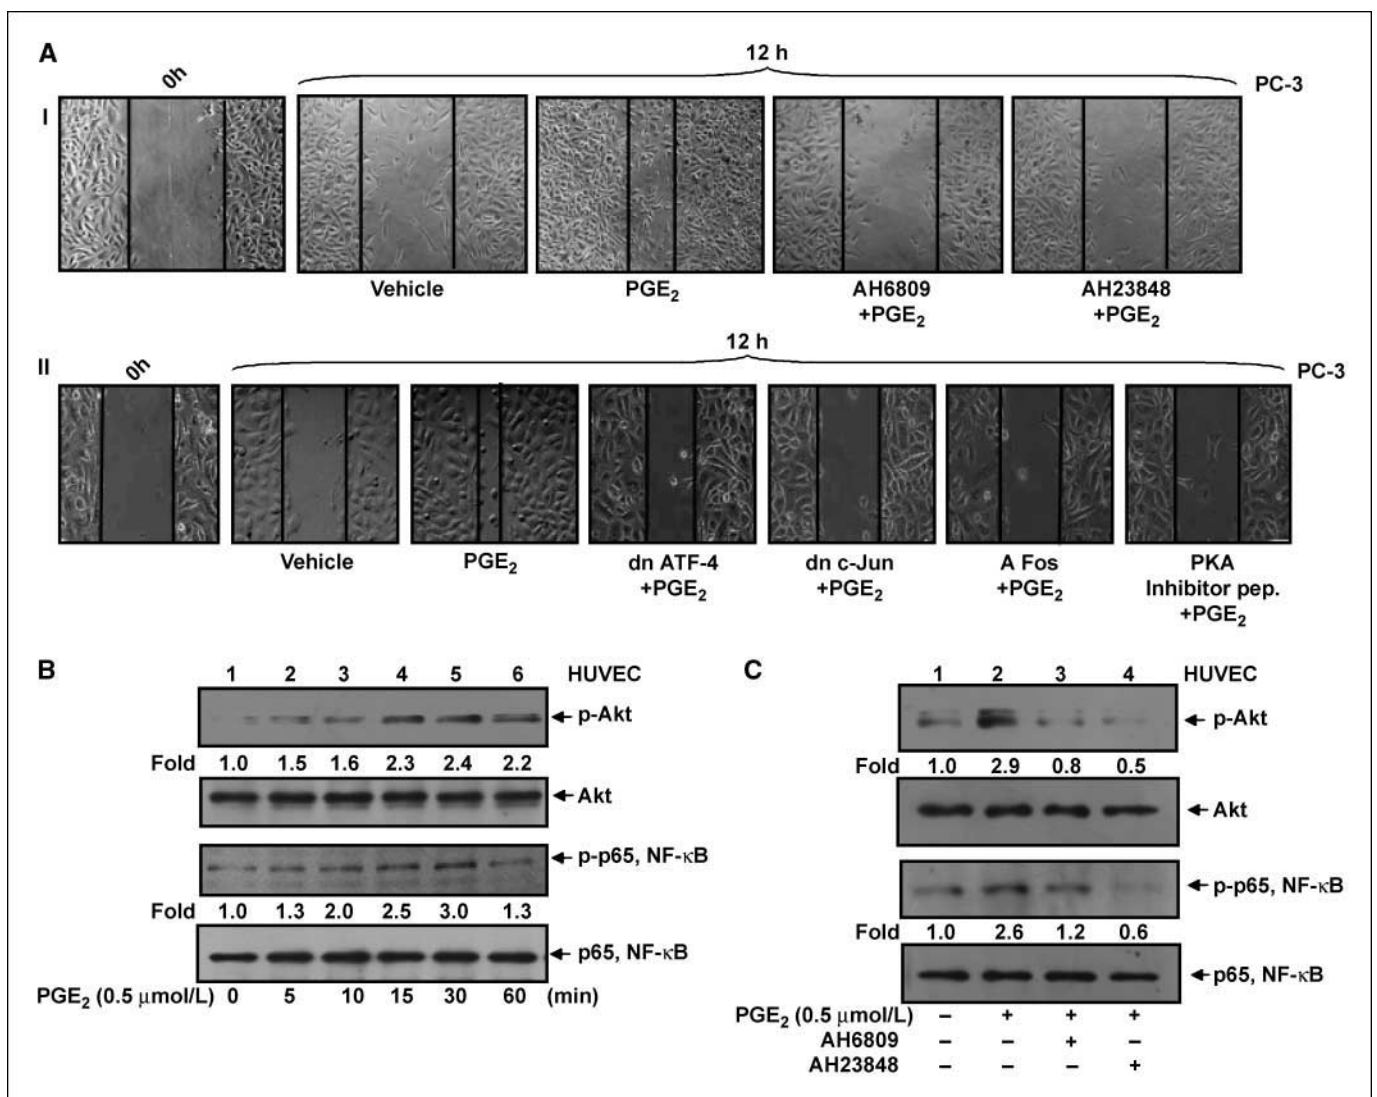 A
0h
12 h
PC-3
I
Vehicle
PGE₂
AH6809
+PGE₂
AH23848
+PGE₂
II
0h
12 h
PC-3
Vehicle
PGE₂
dn ATF-4
+PGE₂
dn c-Jun
+PGE₂
A Fos
+PGE₂
PKA
Inhibitor pep.
+PGE₂
B
1 2 3 4 5 6 HUVEC
p-Akt
Fold 1.0 1.5 1.6 2.3 2.4 2.2
Akt
p-p65, NF-κB
Fold 1.0 1.3 2.0 2.5 3.0 1.3
p65, NF-κB
PGE₂ (0.5 μmol/L) 0 5 10 15 30 60 (min)
C
1 2 3 4 HUVEC
p-Akt
Fold 1.0 2.9 0.8 0.5
Akt
p-p65, NF-κB
Fold 1.0 2.6 1.2 0.6
p65, NF-κB
PGE₂ (0.5 μmol/L) – + + +
AH6809 – – + –
AH23848 – – – +